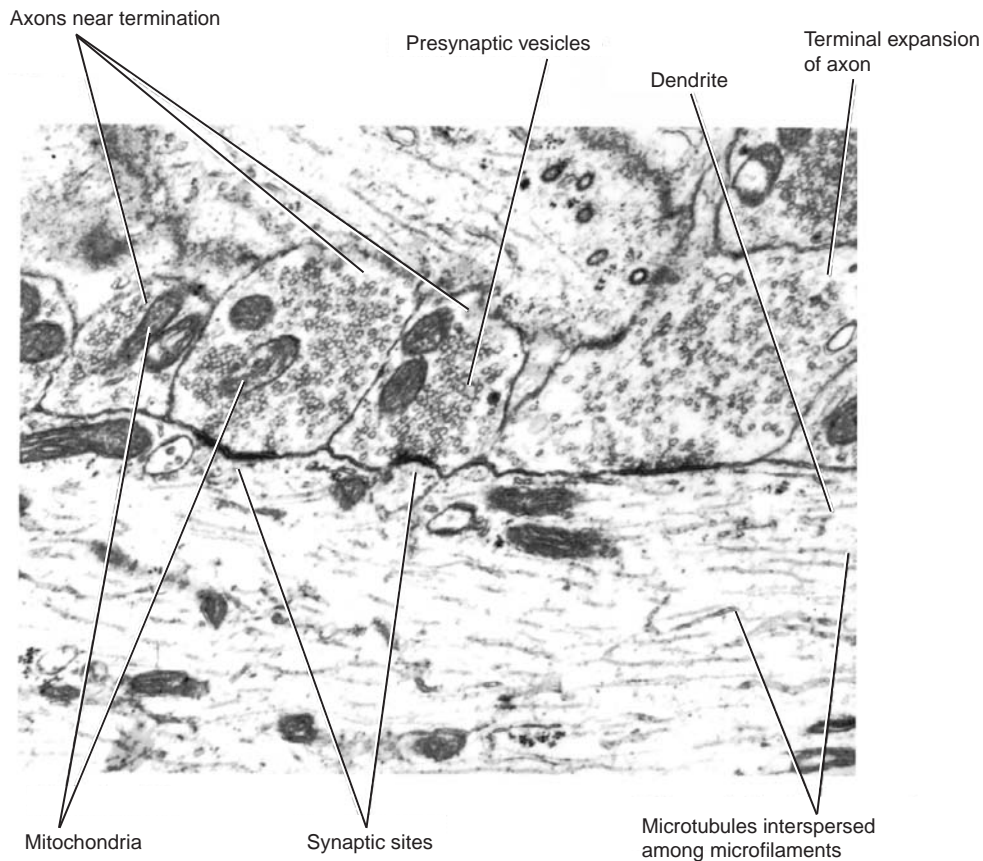 Axons near termination
Presynaptic vesicles
Terminal expansion
of axon
Dendrite
Mitochondria
Synaptic sites
Microtubules interspersed
among microfilaments